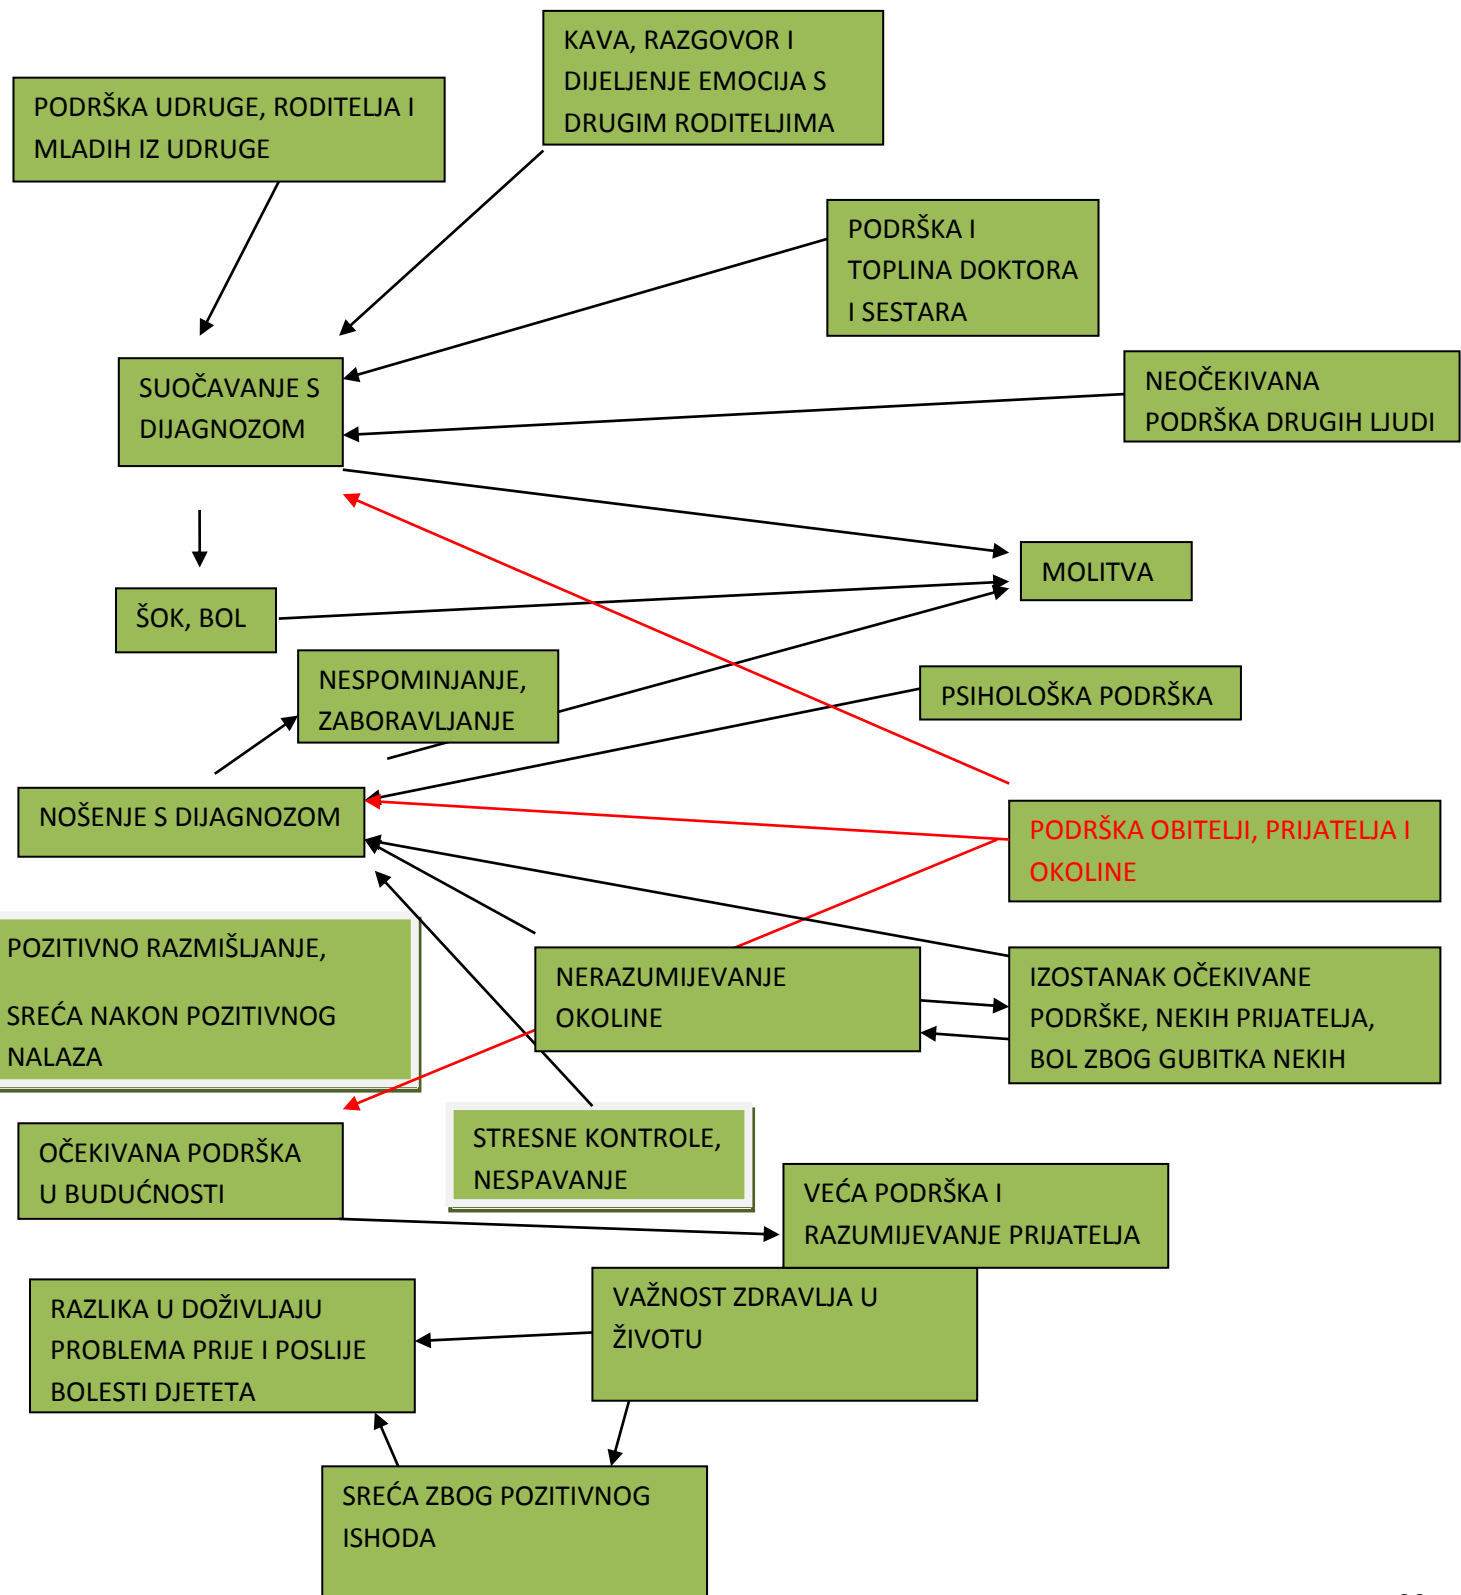 KAVA, RAZGOVOR I
DIJELJENJE EMOCIJA S
DRUGIM RODITELJIMA
PODRŠKA UDRUGE, RODITELJA I
MLADIH IZ UDRUGE
PODRŠKA I
TOPLINA DOKTORA
I SESTARA
SUOČAVANJE S
DIJAGNOZOM
NEOČEKIVANA
PODRŠKA DRUGIH LJUDI
MOLITVA
ŠOK, BOL
NESPOMINJANJE,
ZABORAVLJANJE
PSIHOLOŠKA PODRŠKA
NOŠENJE S DIJAGNOZOM
PODRŠKA OBITELJI, PRIJATELJA I
OKOLINE
POZITIVNO RAZMIŠLJANJE,
SREĆA NAKON POZITIVNOG
NALAZA
NERAZUMIJEVANJE
OKOLINE
IZOSTANAK OČEKIVANE
PODRŠKE, NEKIH PRIJATELJA,
BOL ZBOG GUBITKA NEKIH
OČEKIVANA PODRŠKA
U BUDUĆNOSTI
STRESNE KONTROLE,
NESPAVANJE
VEĆA PODRŠKA I
RAZUMIJEVANJE PRIJATELJA
RAZLIKA U DOŽIVLJAJU
PROBLEMA PRIJE I POSLIJE
BOLESTI DJETETA
VAŽNOST ZDRAVLJA U
ŽIVOTU
SREĆA ZBOG POZITIVNOG
ISHODA